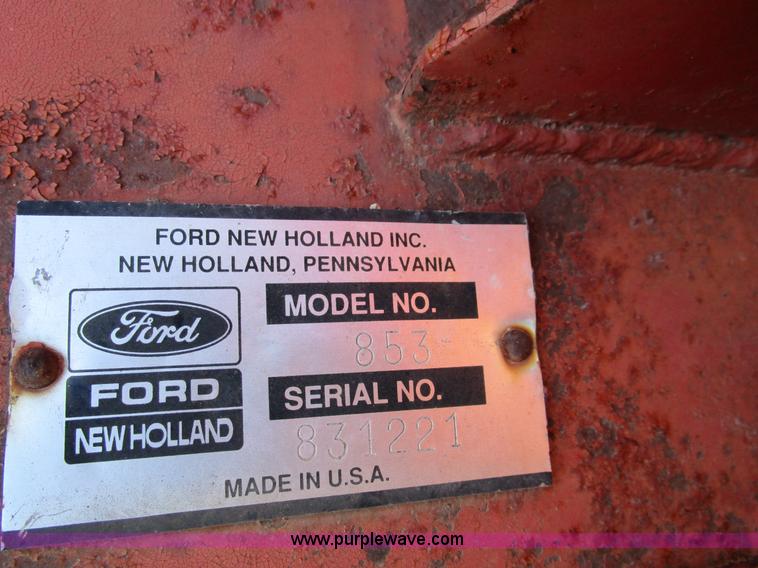 FORD NEW HOLLAND INC.
NEW HOLLAND, PENNSYLVANIA
Ford
FORD
NEW HOLLAND
MODEL NO.
853
SERIAL NO.
831221
MADE IN U.S.A.
www.purplewave.com